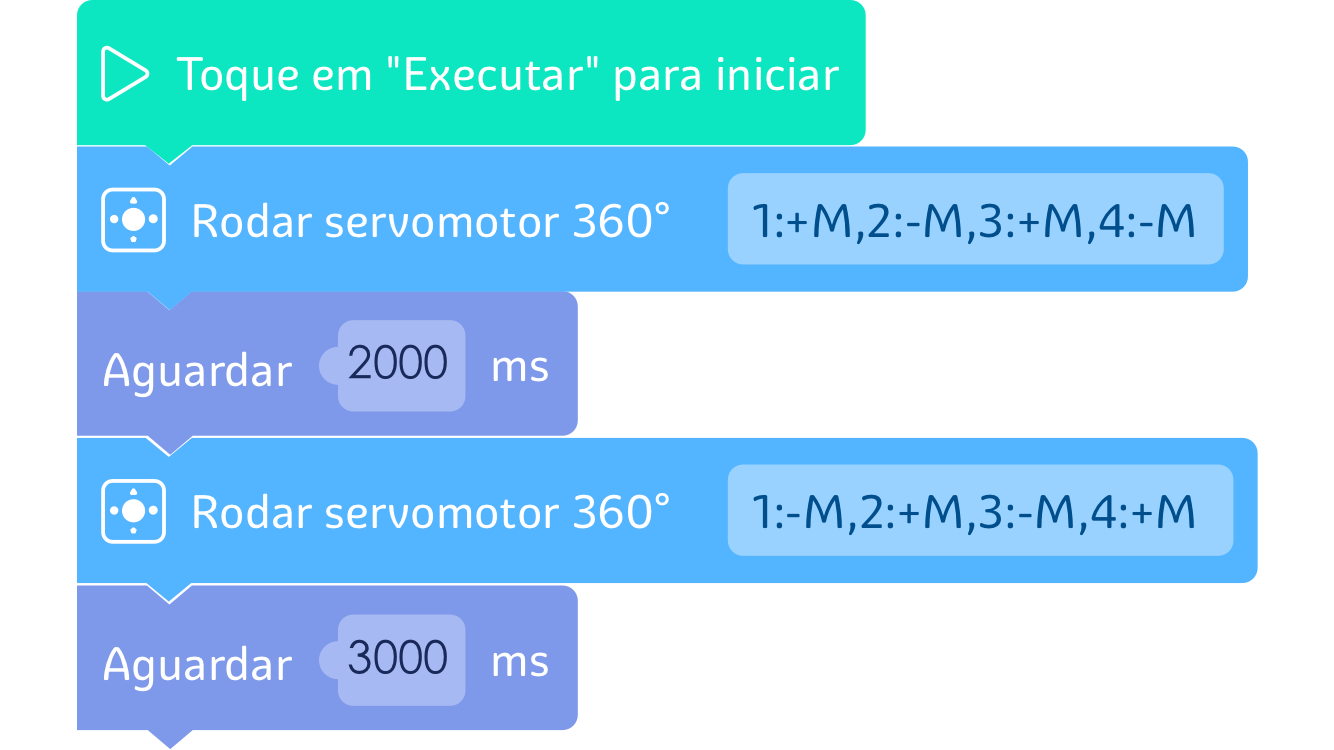 Toque em "Executar" para iniciar
Rodar servomotor 360° 1:+M,2:-M,3:+M,4:-M
Aguardar 2000 ms
Rodar servomotor 360° 1:-M,2:+M,3:-M,4:+M
Aguardar 3000 ms